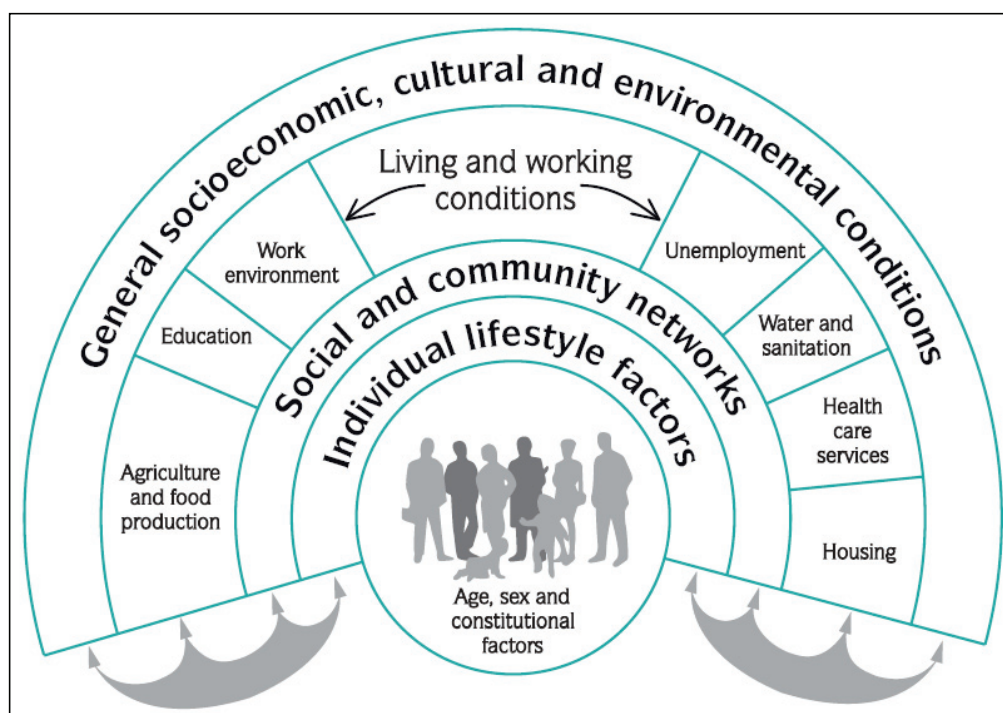 General socioeconomic, cultural and environmental conditions
Living and working
conditions
Work
environment
Unemployment
Education
Water and
sanitation
Agriculture
and food
production
Health
care
services
Housing
Social and community networks
Individual lifestyle factors
Age, sex and
constitutional
factors